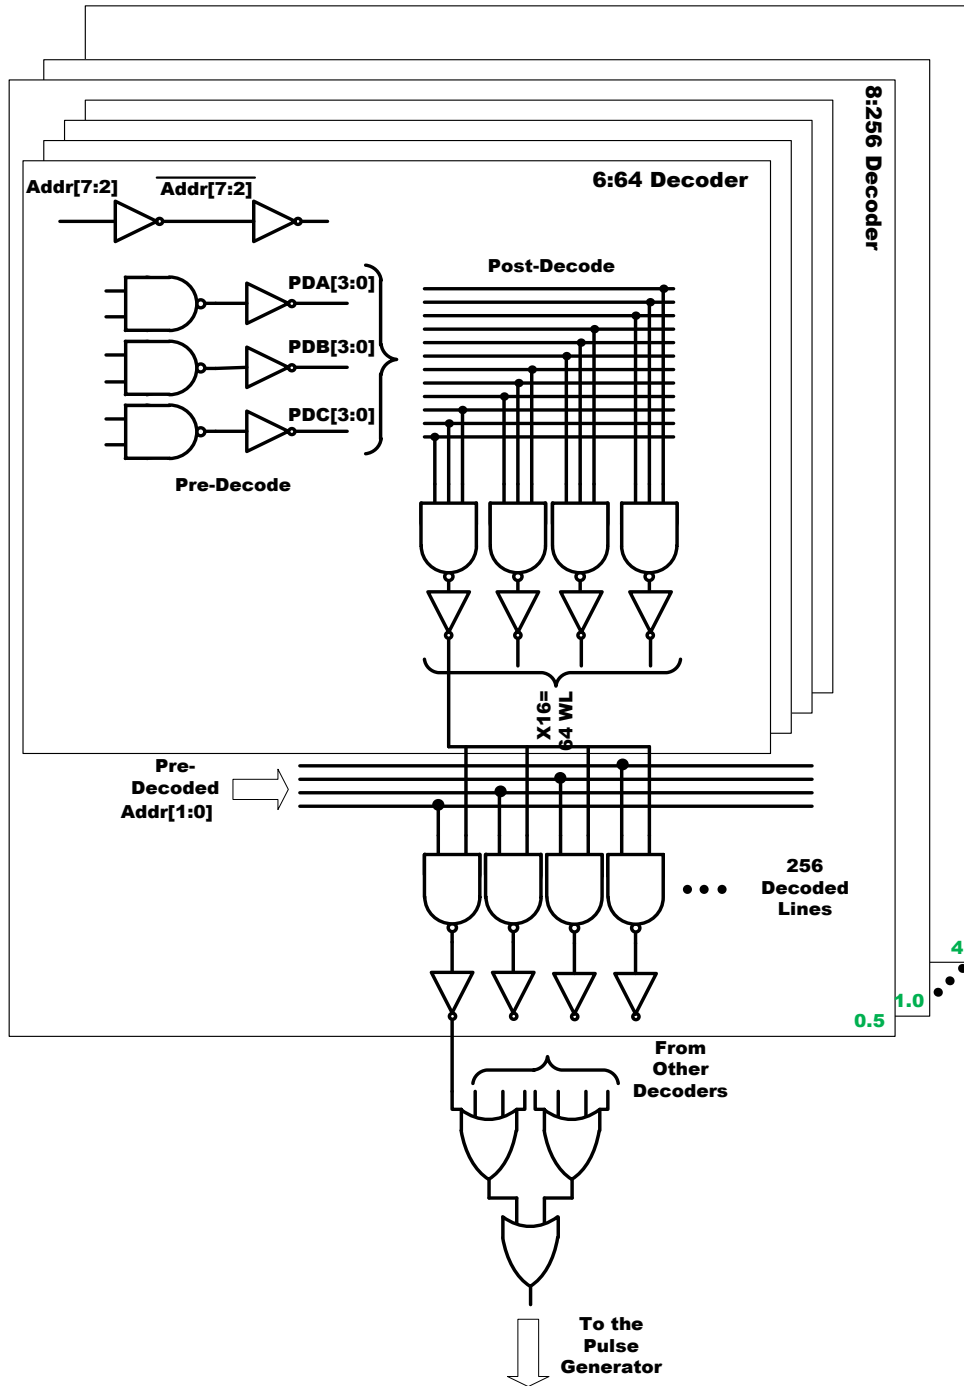 8:256 Decoder
6:64 Decoder
Addr[7:2]
Addr[7:2]
Post-Decode
PDA[3:0]
PDB[3:0]
PDC[3:0]
Pre-Decode
X16=
64 WL
Pre-
Decoded
Addr[1:0]
256
Decoded
Lines
4
1.0
0.5
From
Other
Decoders
To the
Pulse
Generator